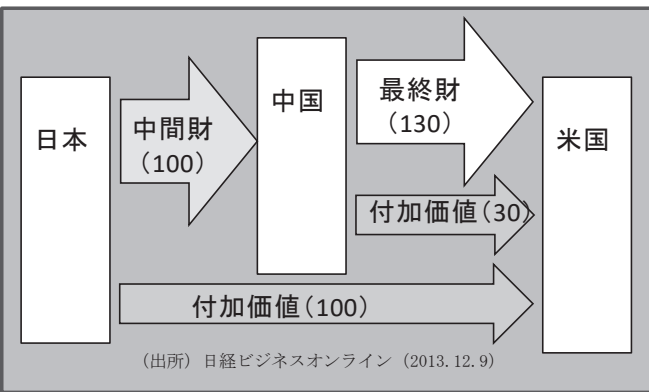 日本
中間財
(100)
中国
最終財
(130)
米国
付加価値(30)
付加価値(100)
(出所) 日経ビジネスオンライン (2013.12.9)